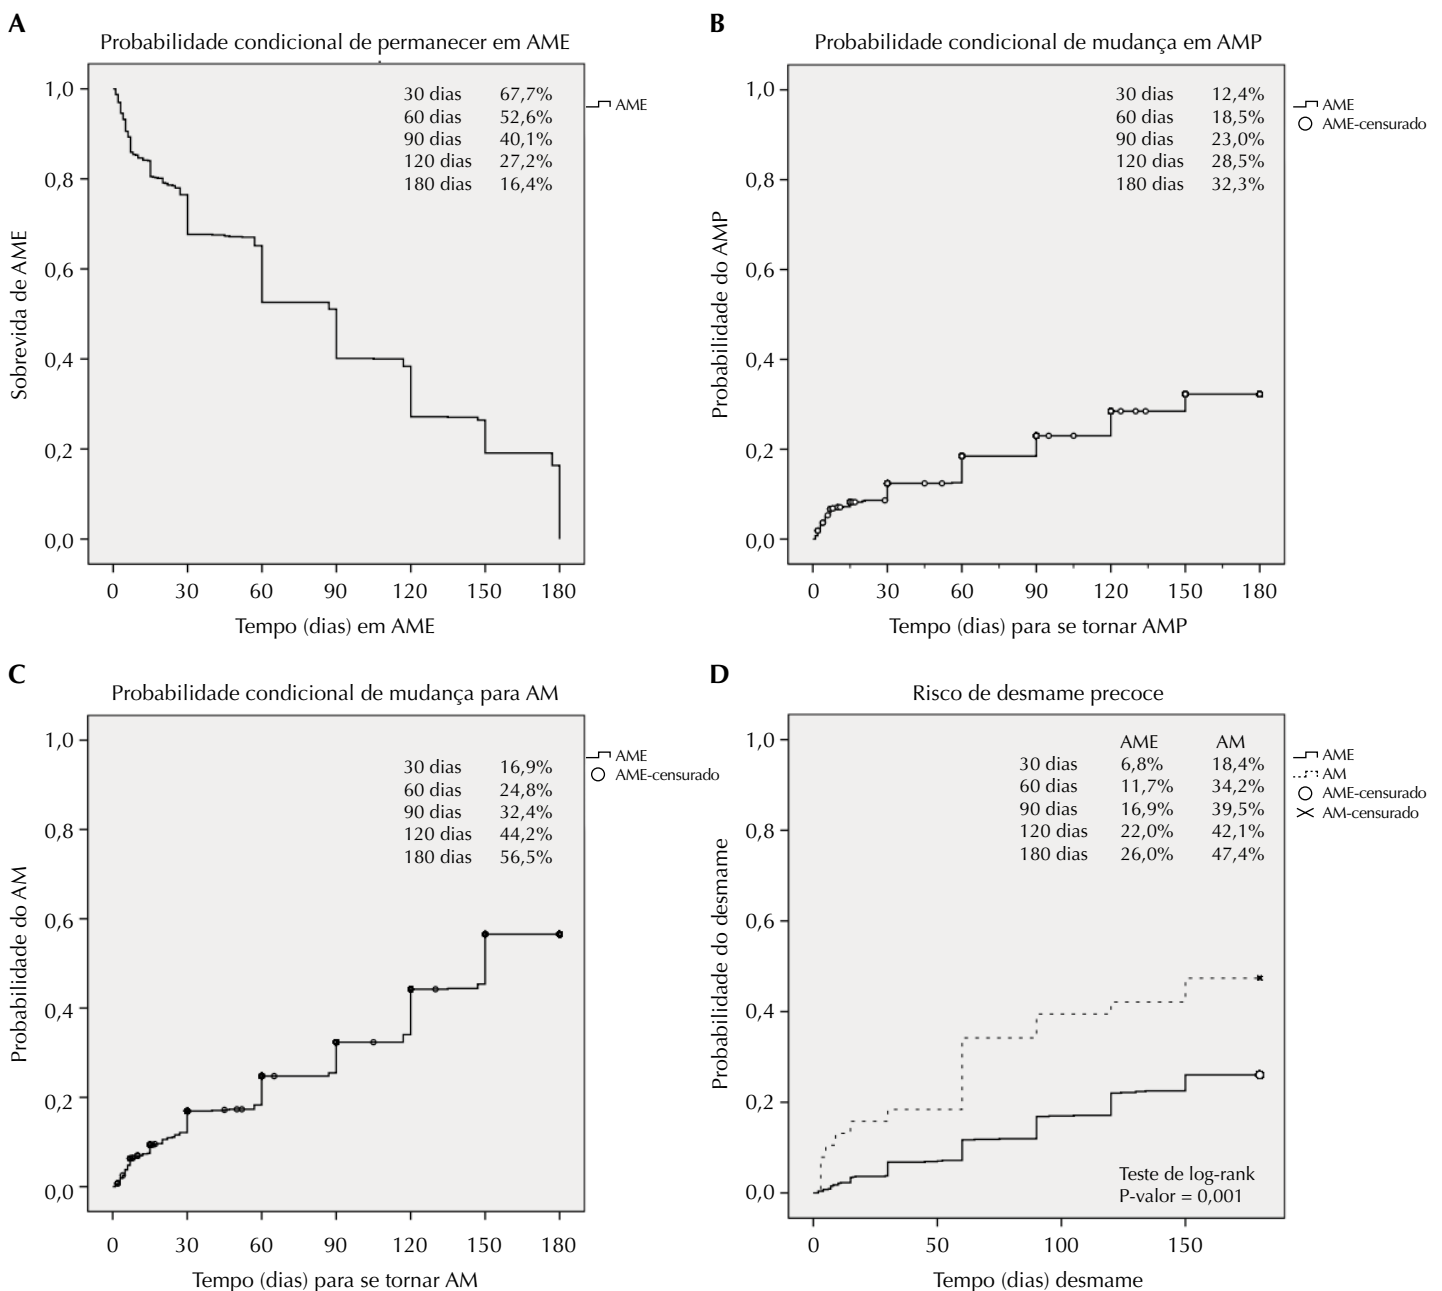 A
Probabilidade condicional de permanecer em AME
30 dias 67,7%
60 dias 52,6%
90 dias 40,1%
120 dias 27,2%
180 dias 16,4%
AME
1,0
0,8
0,6
0,4
0,2
0,0
Sobrevida de AME
0 30 60 90 120 150 180
Tempo (dias) em AME
B
Probabilidade condicional de mudança em AMP
30 dias 12,4%
60 dias 18,5%
90 dias 23,0%
120 dias 28,5%
180 dias 32,3%
AME
AME-censurado
1,0
0,8
0,6
0,4
0,2
0,0
Probabilidade do AMP
0 30 60 90 120 150 180
Tempo (dias) para se tornar AMP
C
Probabilidade condicional de mudança para AM
30 dias 16,9%
60 dias 24,8%
90 dias 32,4%
120 dias 44,2%
180 dias 56,5%
AME
AME-censurado
1,0
0,8
0,6
0,4
0,2
0,0
Probabilidade do AM
0 30 60 90 120 150 180
Tempo (dias) para se tornar AM
D
Risco de desmame precoce
AME AM
30 dias 6,8% 18,4%
60 dias 11,7% 34,2%
90 dias 16,9% 39,5%
120 dias 22,0% 42,1%
180 dias 26,0% 47,4%
AME
AM
AME-censurado
AM-censurado
1,0
0,8
0,6
0,4
0,2
0,0
Probabilidade do desmame
Teste de log-rank
P-valor = 0,001
0 50 100 150
Tempo (dias) desmame